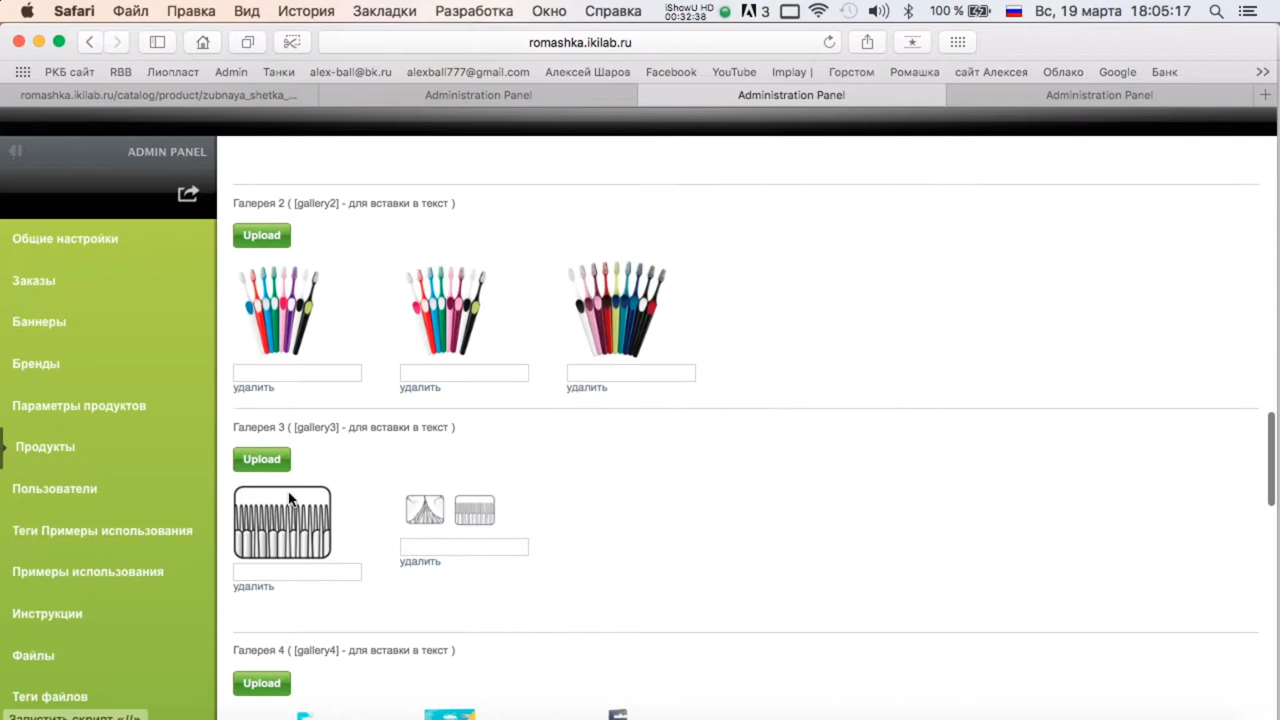 Safari Файл Правка Вид История Закладки Разработка Окно Справка iShowU HD 00:32:38 3 100 % Вс, 19 марта 18:05:17
romashka.ikilab.ru
РКБ сайт RBB Лиопласт Admin Танки alex-ball@bk.ru alexball777@gmail.com Алексей Шаров Facebook YouTube Implay | Горстом Ромашка сайт Алексея Облако Google Банк >>
romashka.ikilab.ru/catalog/product/zubnaya_shetka_... Administration Panel Administration Panel Administration Panel +
ADMIN PANEL
Общие настройки
Заказы
Баннеры
Бренды
Параметры продуктов
Продукты
Пользователи
Теги Примеры использования
Примеры использования
Инструкции
Файлы
Теги файлов
Запустить скрипт «//»
Галерея 2 ( [gallery2] - для вставки в текст )
Upload
удалить удалить удалить
Галерея 3 ( [gallery3] - для вставки в текст )
Upload
удалить удалить
Галерея 4 ( [gallery4] - для вставки в текст )
Upload